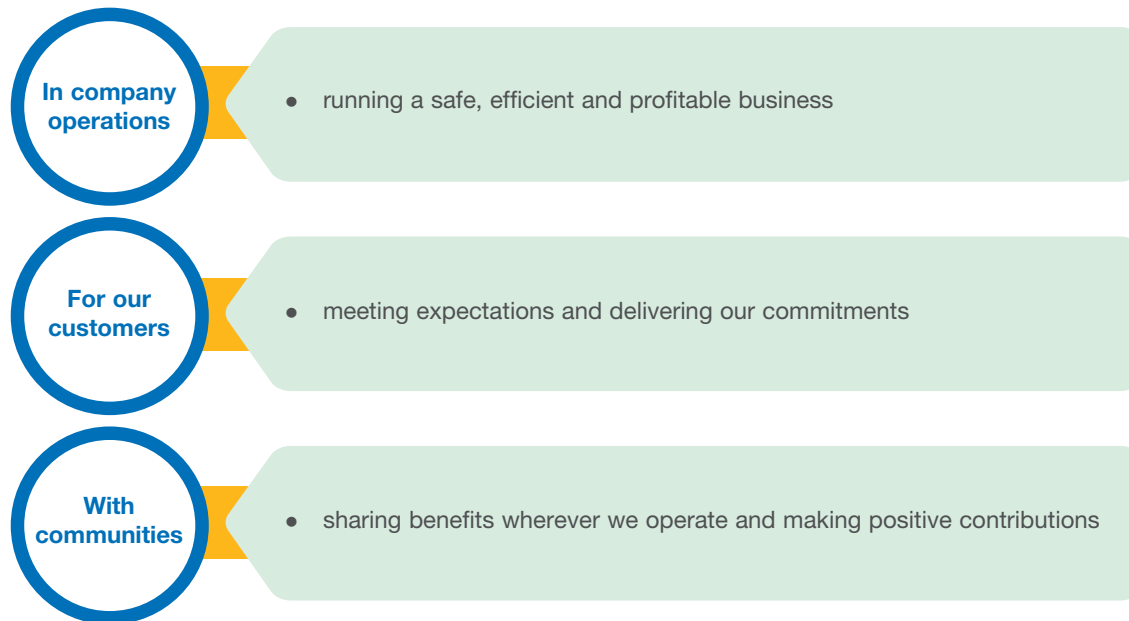 In company
operations
● running a safe, efficient and profitable business
For our
customers
● meeting expectations and delivering our commitments
With
communities
● sharing benefits wherever we operate and making positive contributions